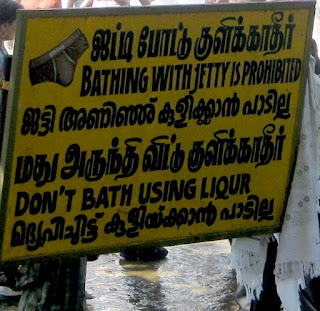 ஜட்டி போட்டு குளிக்காதீர்
BATHING WITH JETTY IS PROHIBITED
ജട്ടി അണിഞ്ഞ് കുളിക്കാൻ പാടില്ല
மது அருந்தி விட்டு குளிக்காதீர்
DON'T BATH USING LIQUR
മദ്യപിച്ചിട്ട് കുളിയ്ക്കാൻ പാടില്ല